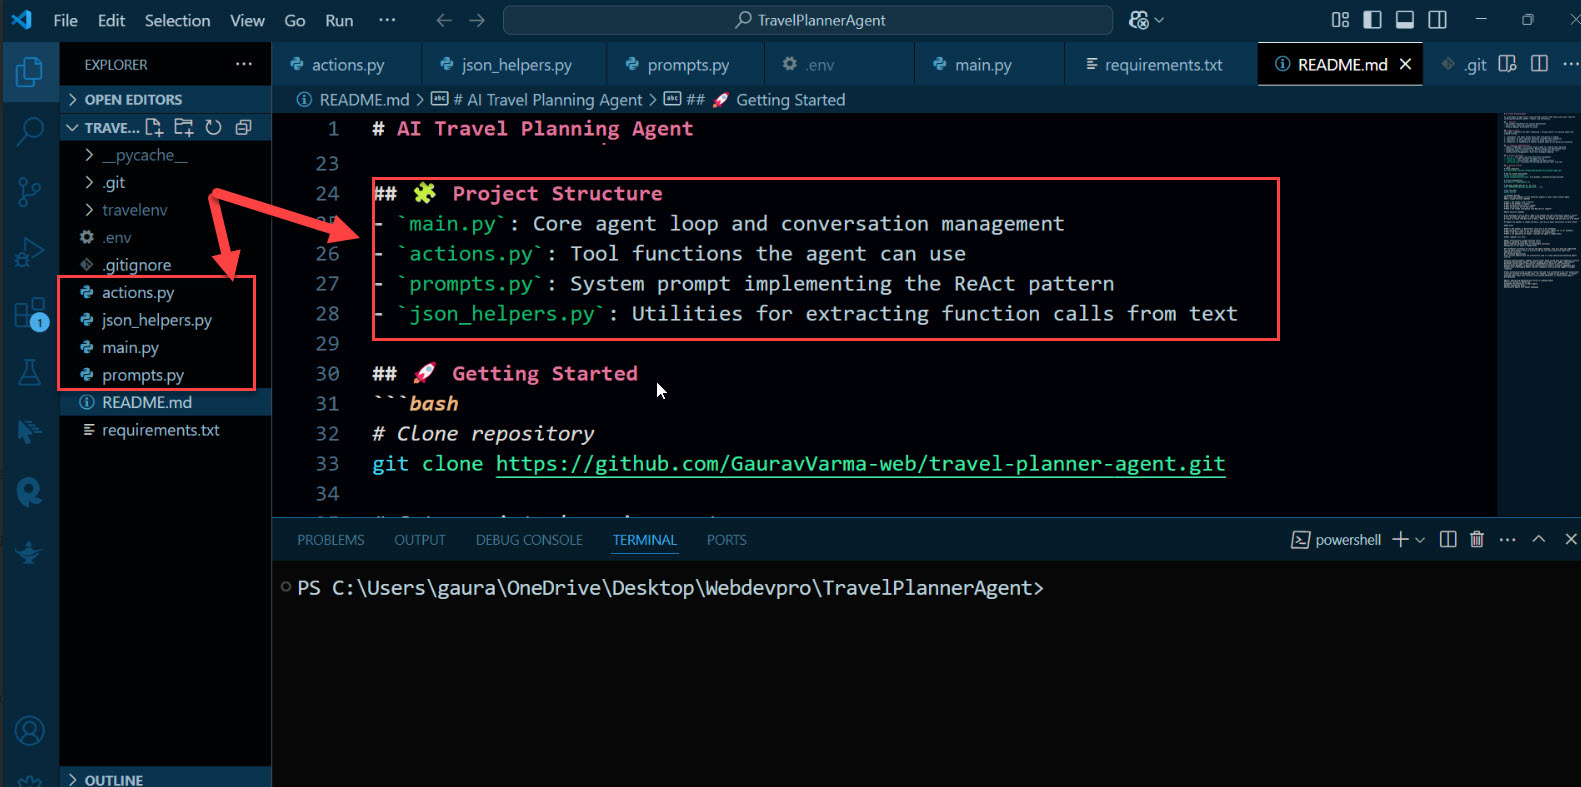 File Edit Selection View Go Run ··· TravelPlannerAgent
EXPLORER ···
actions.py json_helpers.py prompts.py .env main.py requirements.txt README.md .git ···
OPEN EDITORS
README.md > # AI Travel Planning Agent > ## 🚀 Getting Started
TRAVE...
__pycache__
.git
travelenv
.env
.gitignore
actions.py
json_helpers.py
main.py
prompts.py
README.md
requirements.txt
OUTLINE
1
1 # AI Travel Planning Agent
23
24 ## 🧩 Project Structure
- `main.py`: Core agent loop and conversation management
26 - `actions.py`: Tool functions the agent can use
27 - `prompts.py`: System prompt implementing the ReAct pattern
28 - `json_helpers.py`: Utilities for extracting function calls from text
29
30 ## 🚀 Getting Started
31 ```bash
32 # Clone repository
33 git clone https://github.com/GauravVarma-web/travel-planner-agent.git
34
PROBLEMS OUTPUT DEBUG CONSOLE TERMINAL PORTS powershell ···
PS C:\Users\gaura\OneDrive\Desktop\Webdevpro\TravelPlannerAgent>